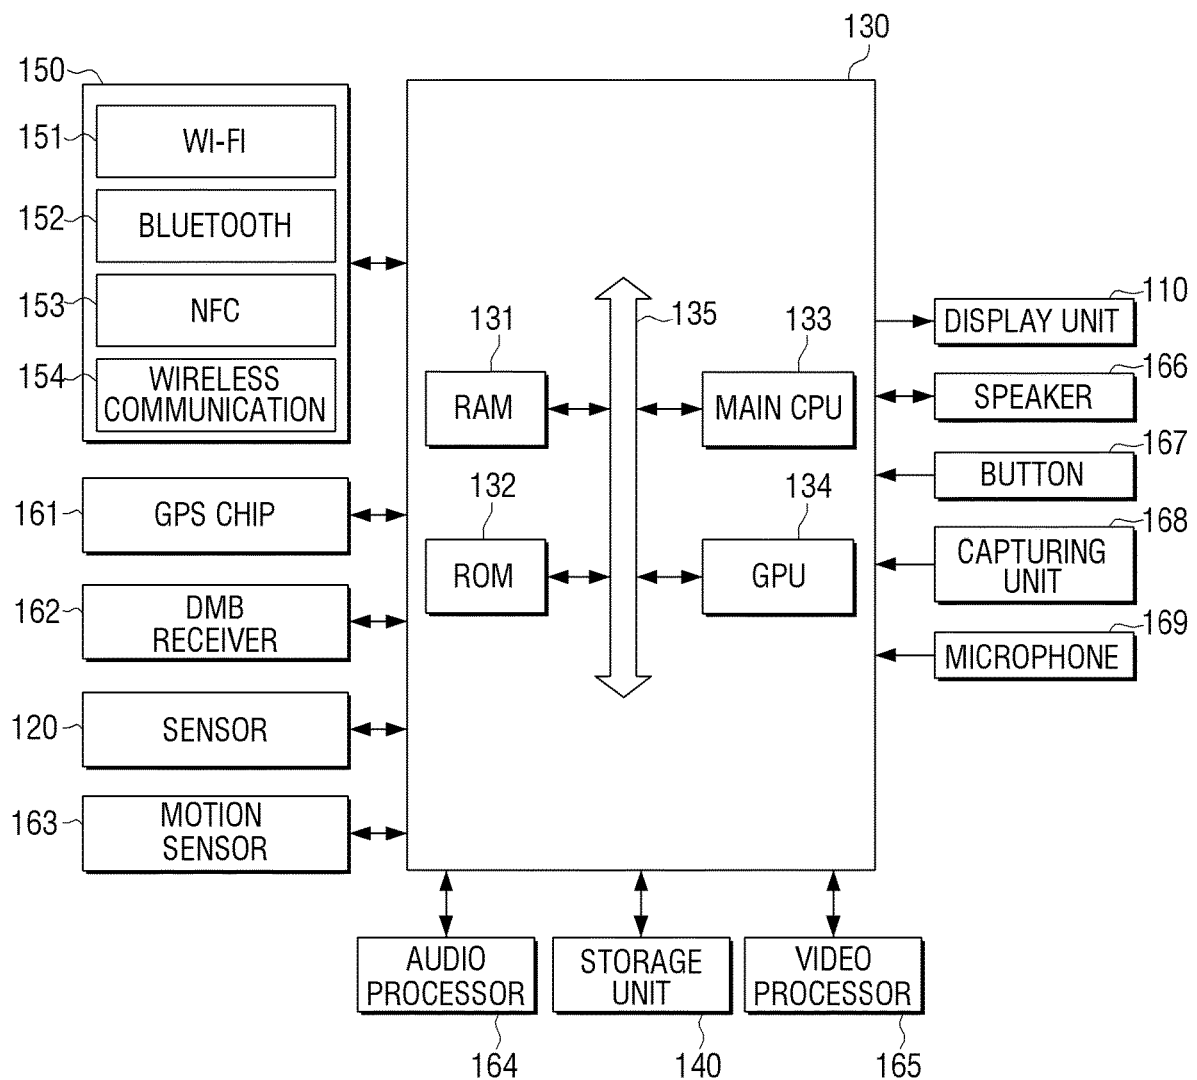 130
150
151
WI-FI
152
BLUETOOTH
153
NFC
154
WIRELESS
COMMUNICATION
161
GPS CHIP
162
DMB
RECEIVER
120
SENSOR
163
MOTION
SENSOR
131
RAM
132
ROM
135
133
MAIN CPU
134
GPU
110
DISPLAY UNIT
166
SPEAKER
167
BUTTON
168
CAPTURING
UNIT
169
MICROPHONE
AUDIO
PROCESSOR
164
STORAGE
UNIT
140
VIDEO
PROCESSOR
165